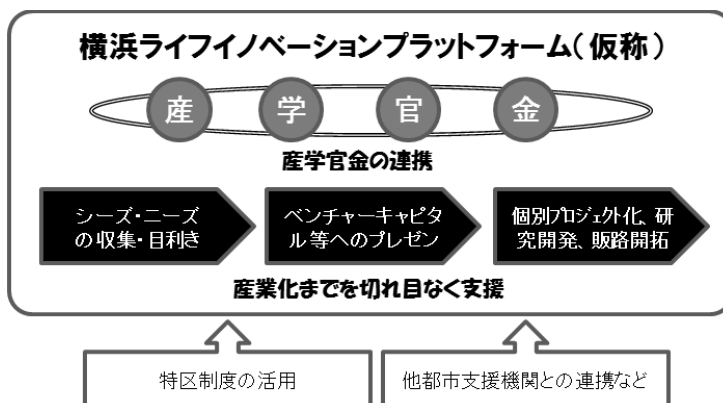 横浜ライフイノベーションプラットフォーム(仮称)
産 学 官 金
産学官金の連携
シーズ・ニーズ
の収集・目利き
ベンチャーキャピタ
ル等へのプレゼン
個別プロジェクト化、研
究開発、販路開拓
産業化までを切れ目なく支援
特区制度の活用
他都市支援機関との連携など